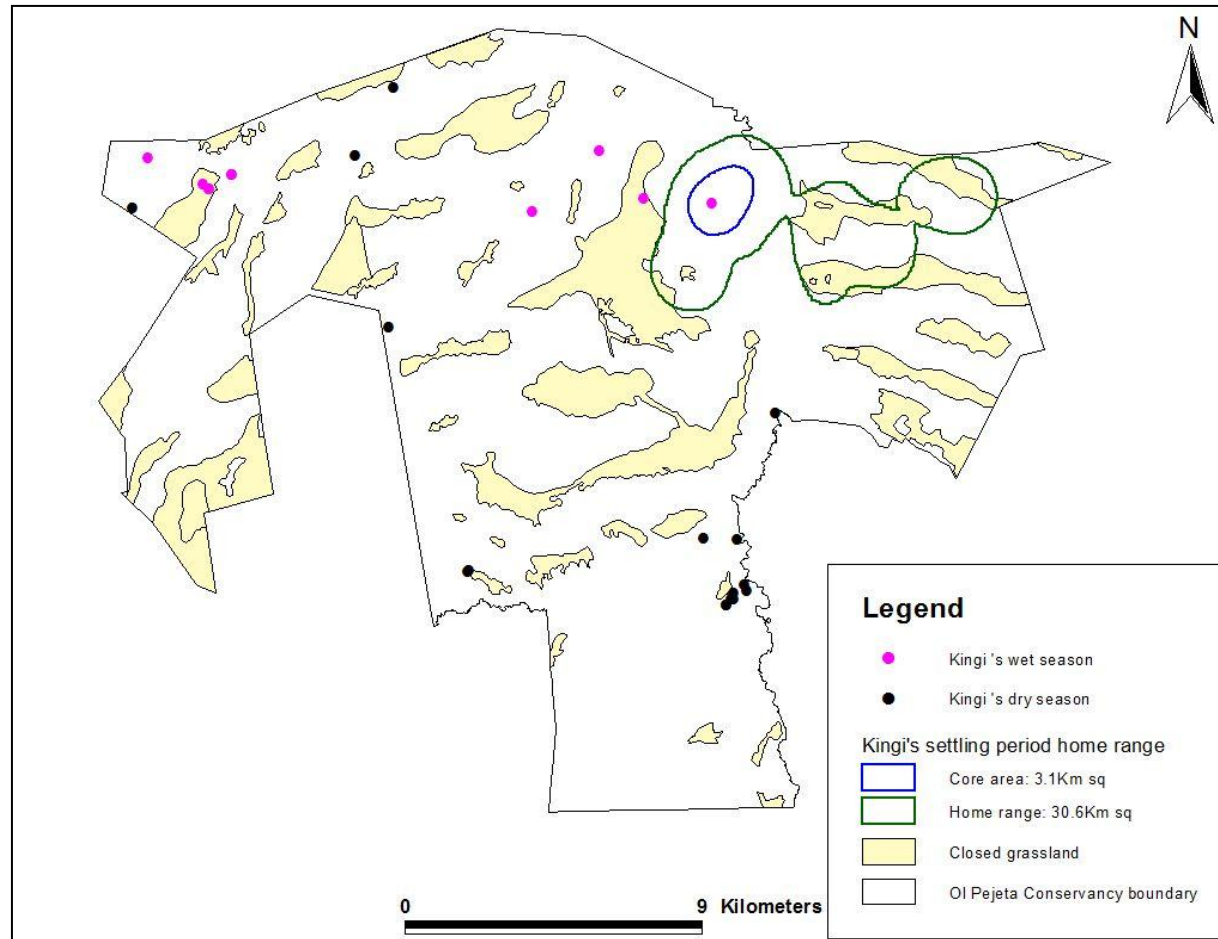 N
Legend
Kingi 's wet season
Kingi 's dry season
Kingi's settling period home range
Core area: 3.1Km sq
Home range: 30.6Km sq
Closed grassland
Ol Pejeta Conservancy boundary
0 9 Kilometers